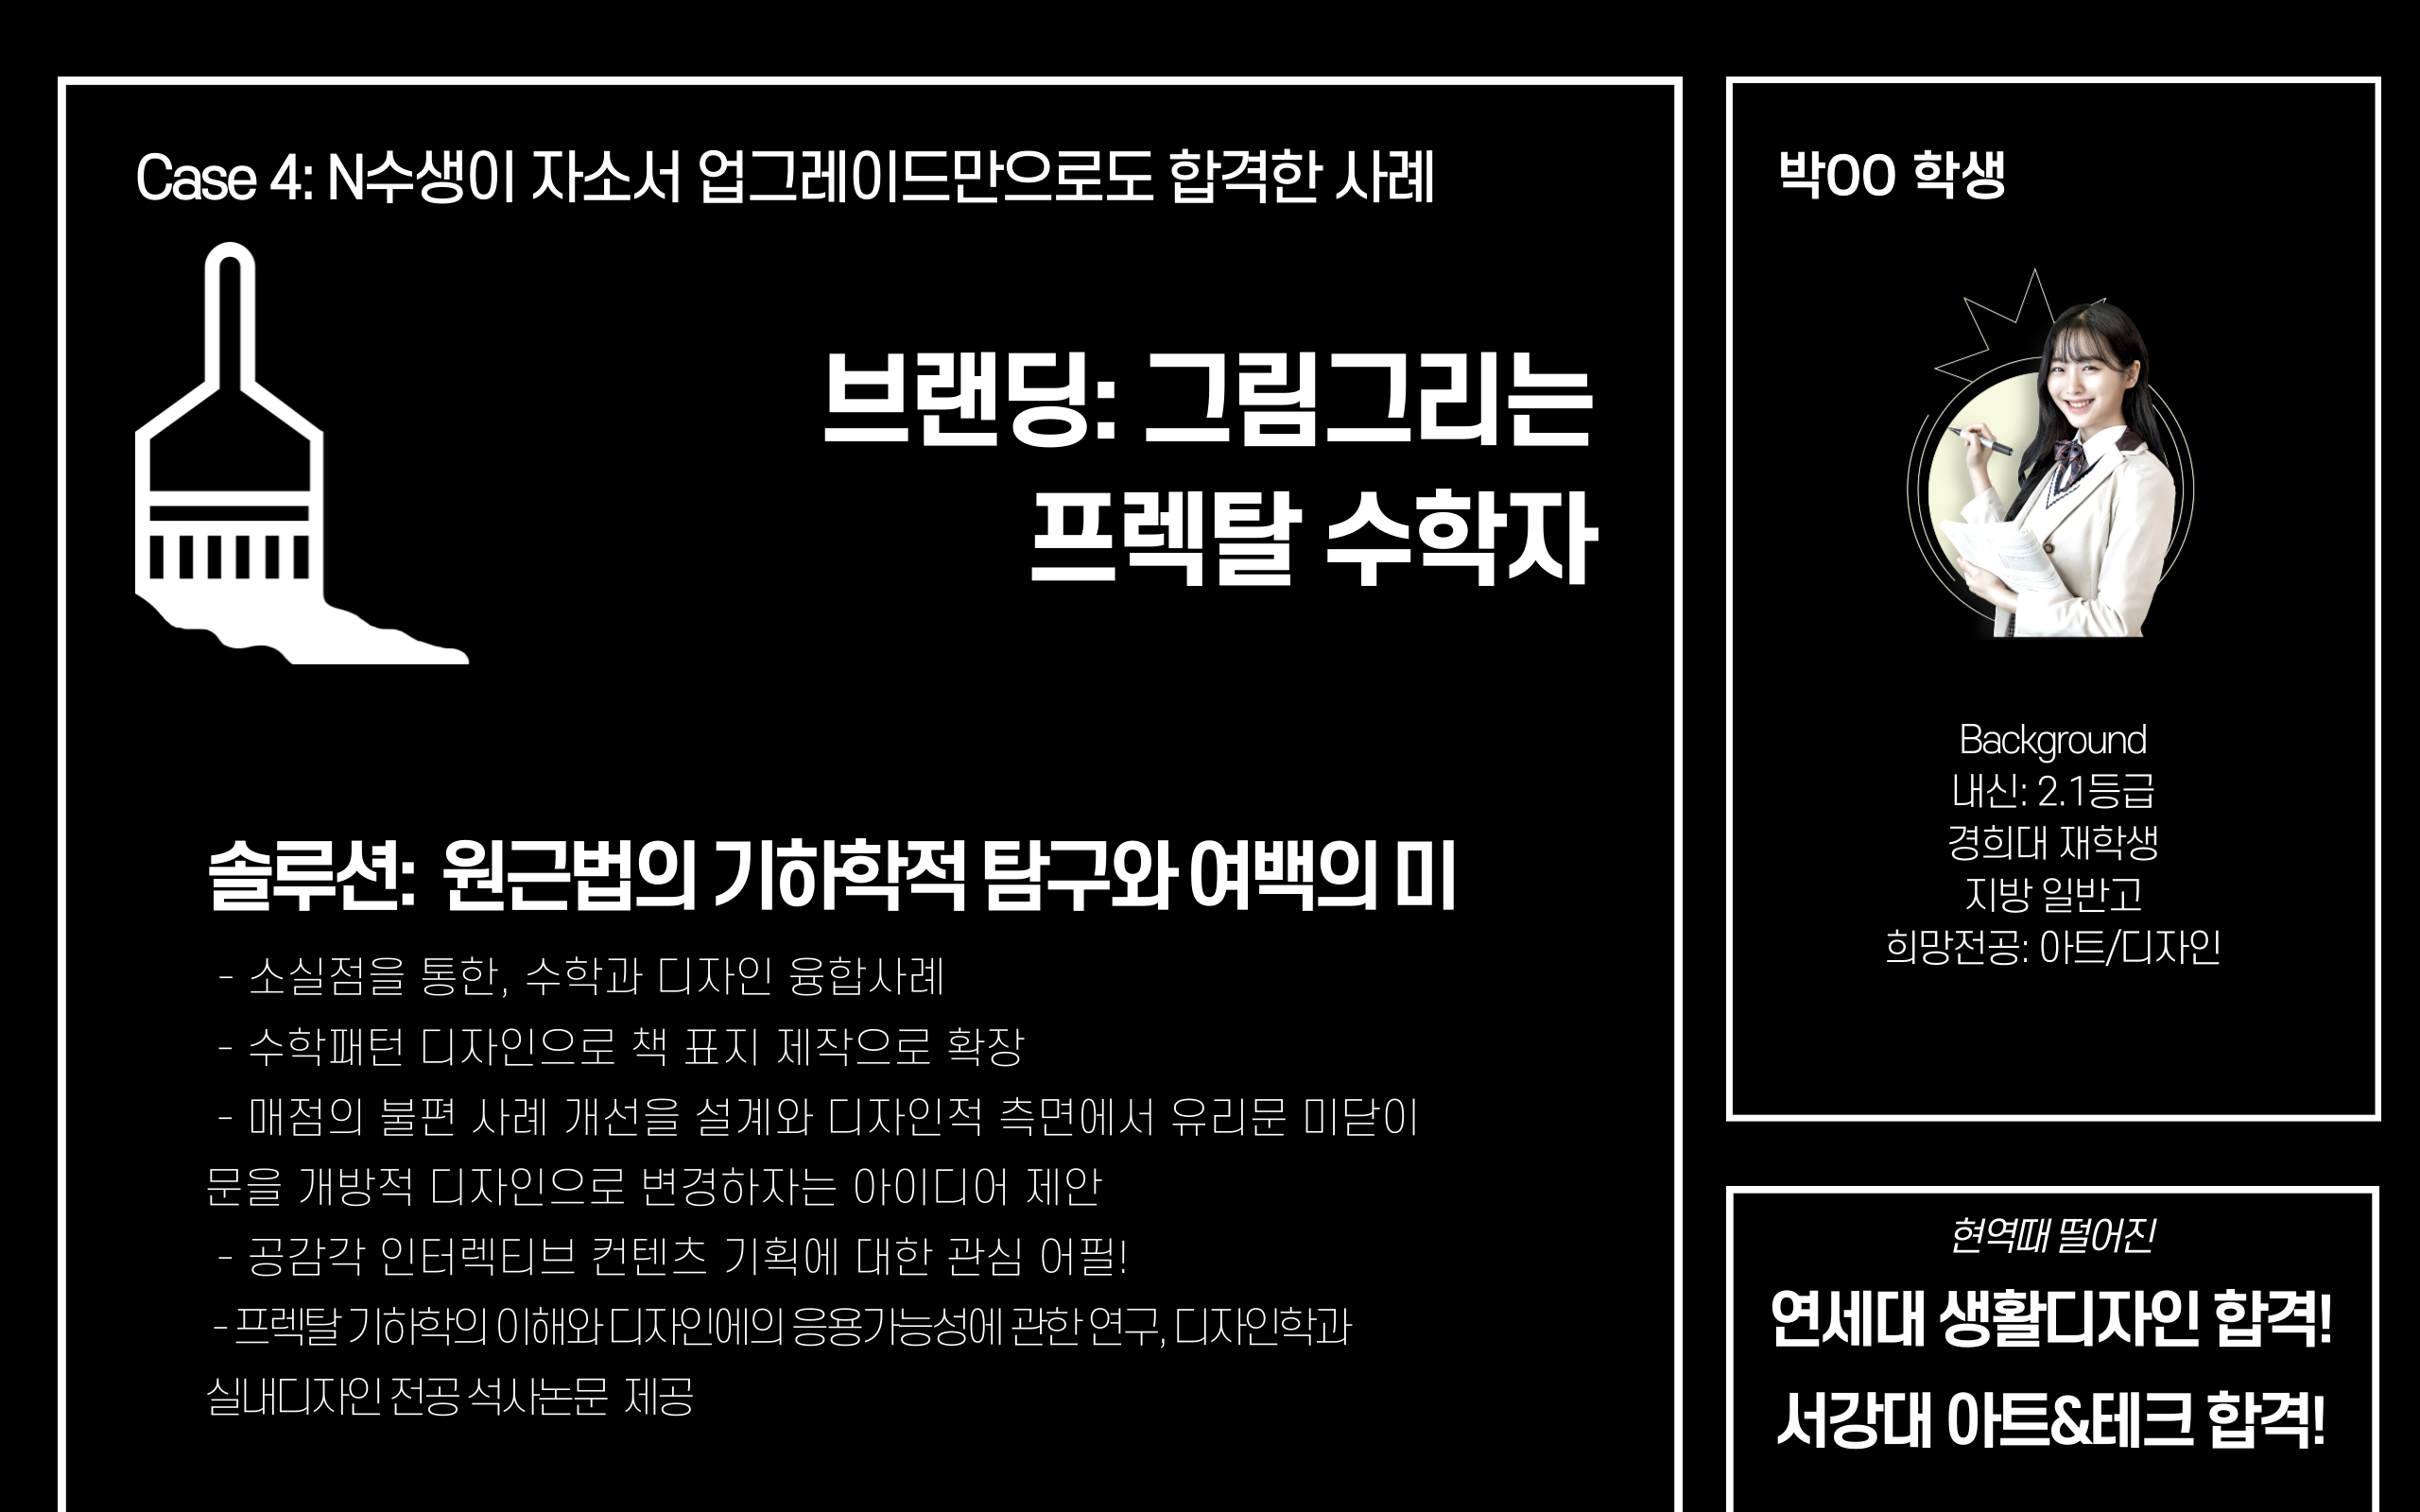 Case 4: N수생이 자소서 업그레이드만으로도 합격한 사례
브랜딩: 그림그리는
프렉탈 수학자
솔루션: 원근법의 기하학적 탐구와 여백의 미
- 소실점을 통한, 수학과 디자인 융합사례
- 수학패턴 디자인으로 책 표지 제작으로 확장
- 매점의 불편 사례 개선을 설계와 디자인적 측면에서 유리문 미닫이
문을 개방적 디자인으로 변경하자는 아이디어 제안
- 공감각 인터렉티브 컨텐츠 기획에 대한 관심 어필!
- 프렉탈 기하학의 이해와 디자인에의 응용가능성에 관한 연구, 디자인학과
실내디자인 전공 석사논문 제공
박OO 학생
Background
내신: 2.1등급
경희대 재학생
지방 일반고
희망전공: 아트/디자인
현역때 떨어진
연세대 생활디자인 합격!
서강대 아트&테크 합격!